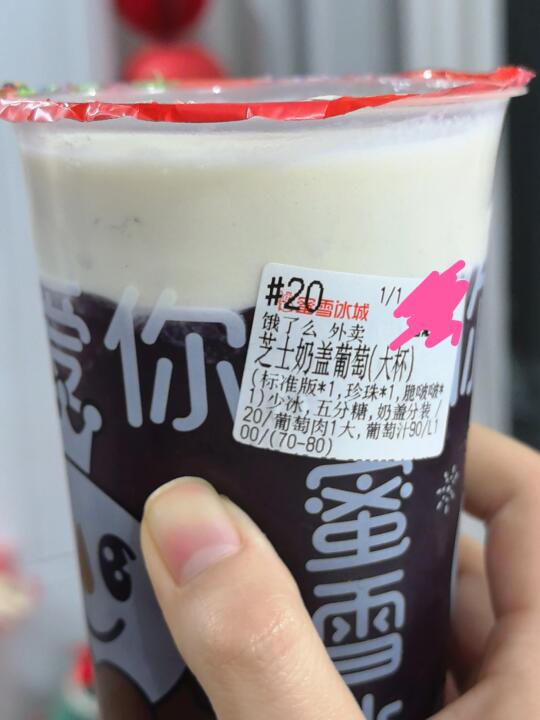 #20
蜜雪冰城
1/1
饿了么 外卖
芝士奶盖葡萄(大杯)
(标准版*1,珍珠*1,脆啵啵*
1)少冰,五分糖,奶盖分装/
20/葡萄肉1大,葡萄汁90/L1
00/(70-80)
你
你
蜜雪